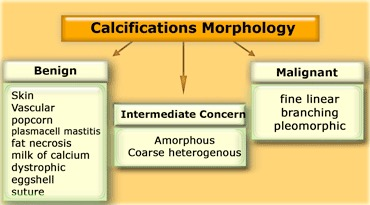 Calcifications Morphology
Benign
Skin
Vascular
popcorn
plasmacell mastitis
fat necrosis
milk of calcium
dystrophic
eggshell
suture
Intermediate Concern
Amorphous
Coarse heterogenous
Malignant
fine linear
branching
pleomorphic